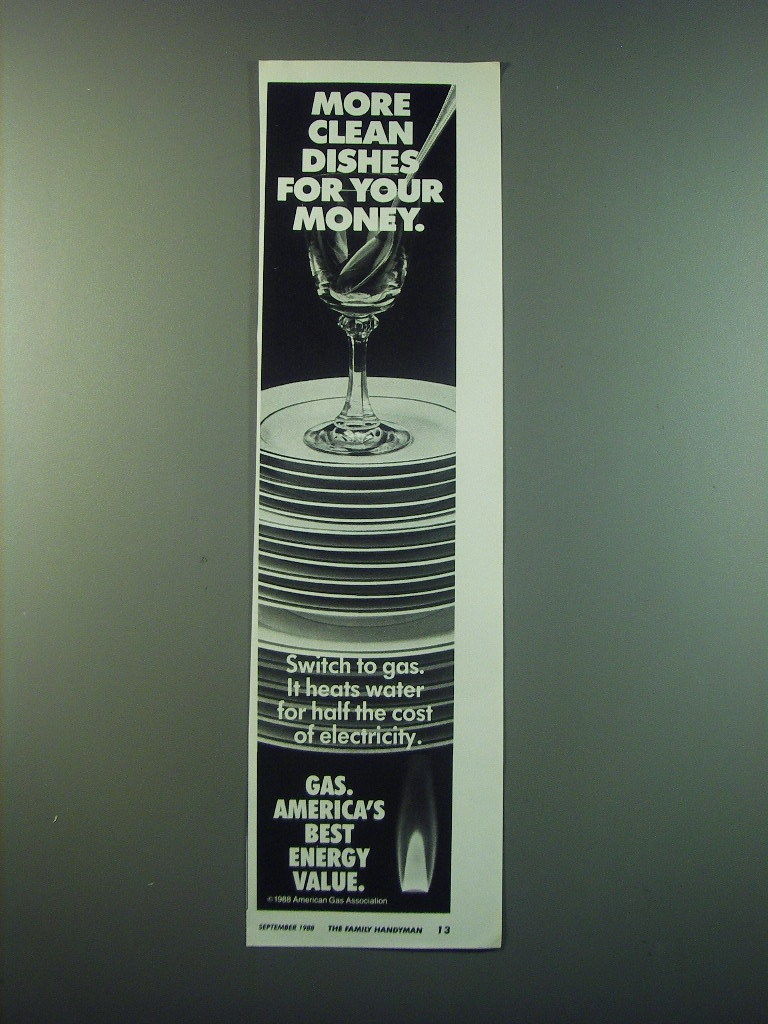 MORE
CLEAN
DISHES
FOR YOUR
MONEY.
Switch to gas.
It heats water
for half the cost
of electricity.
GAS.
AMERICA'S
BEST
ENERGY
VALUE.
©1988 American Gas Association
SEPTEMBER 1988 THE FAMILY HANDYMAN 13